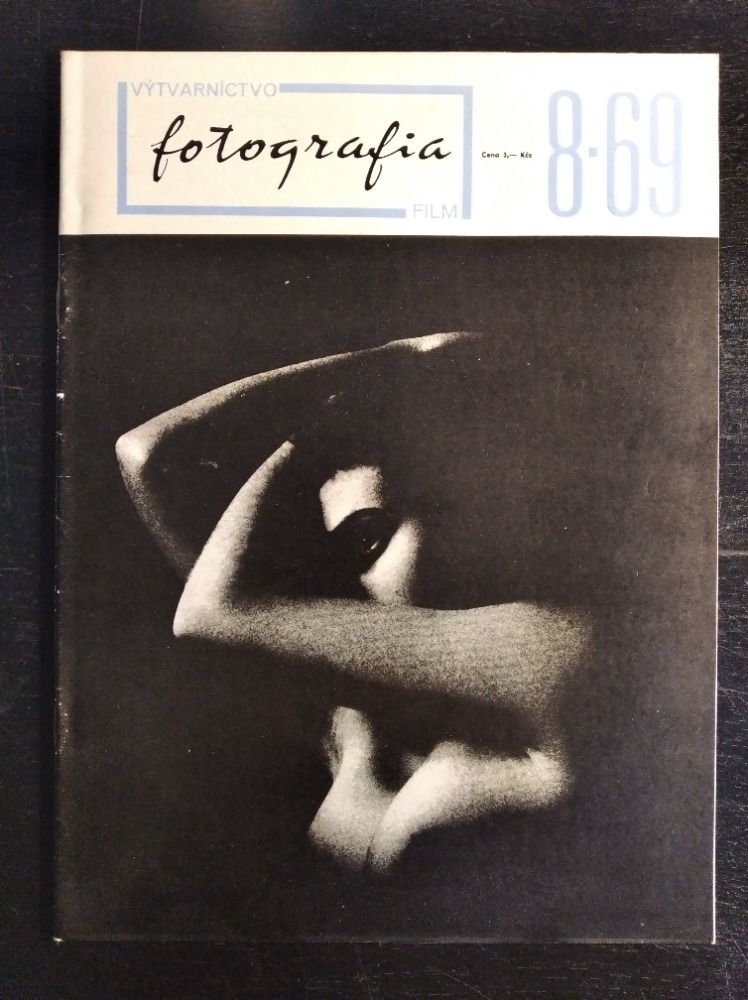 VÝTVARNÍCTVO
fotografia
FILM
Cena 3,— Kčs
8·69